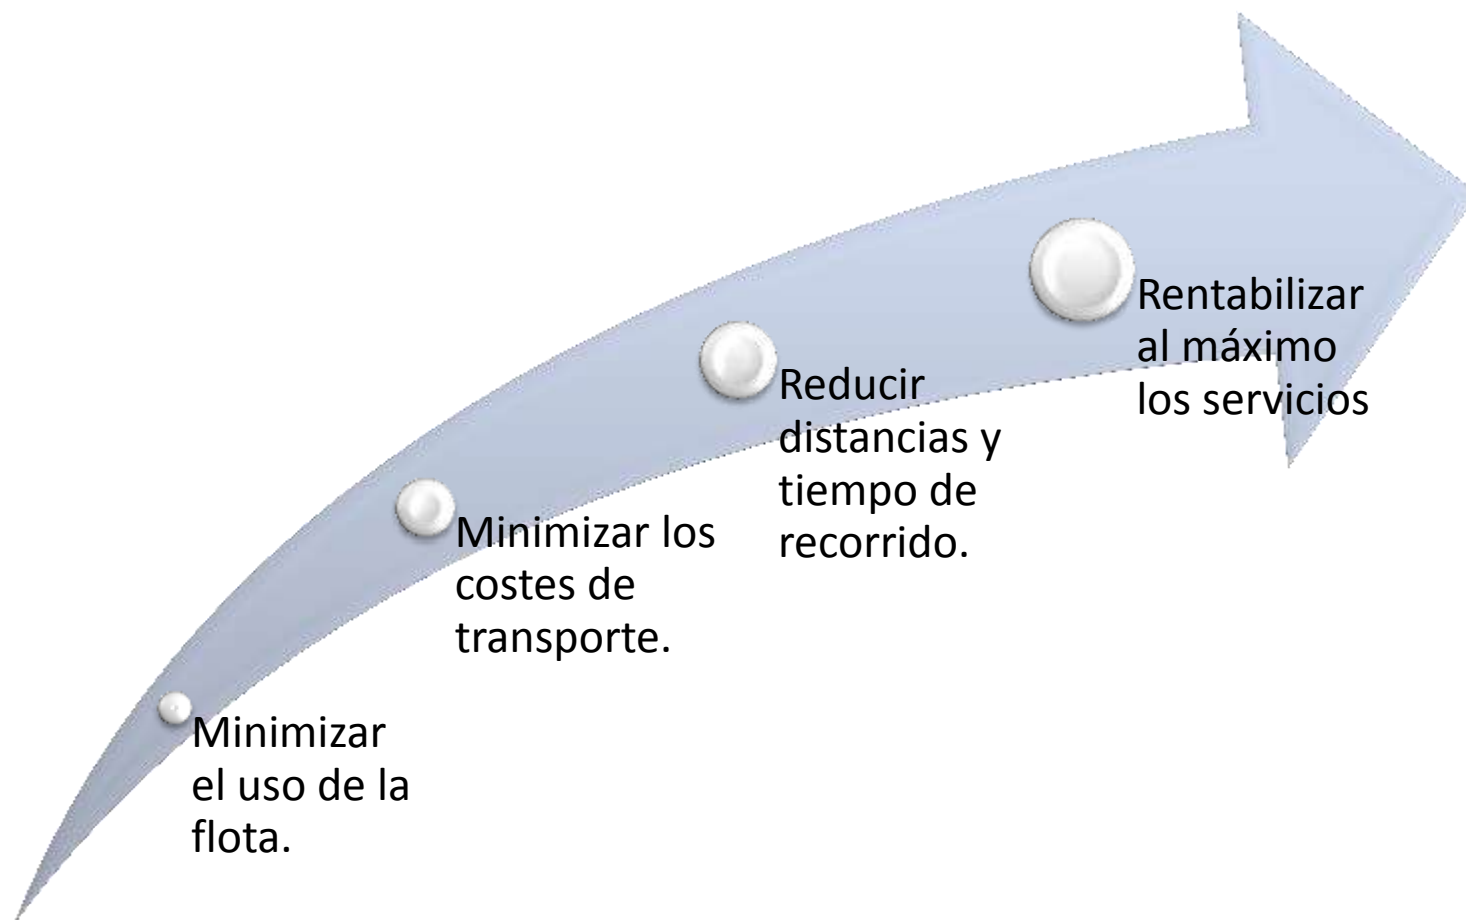 Minimizar
el uso de la
flota.
Minimizar los
costes de
transporte.
Reducir
distancias y
tiempo de
recorrido.
Rentabilizar
al máximo
los servicios